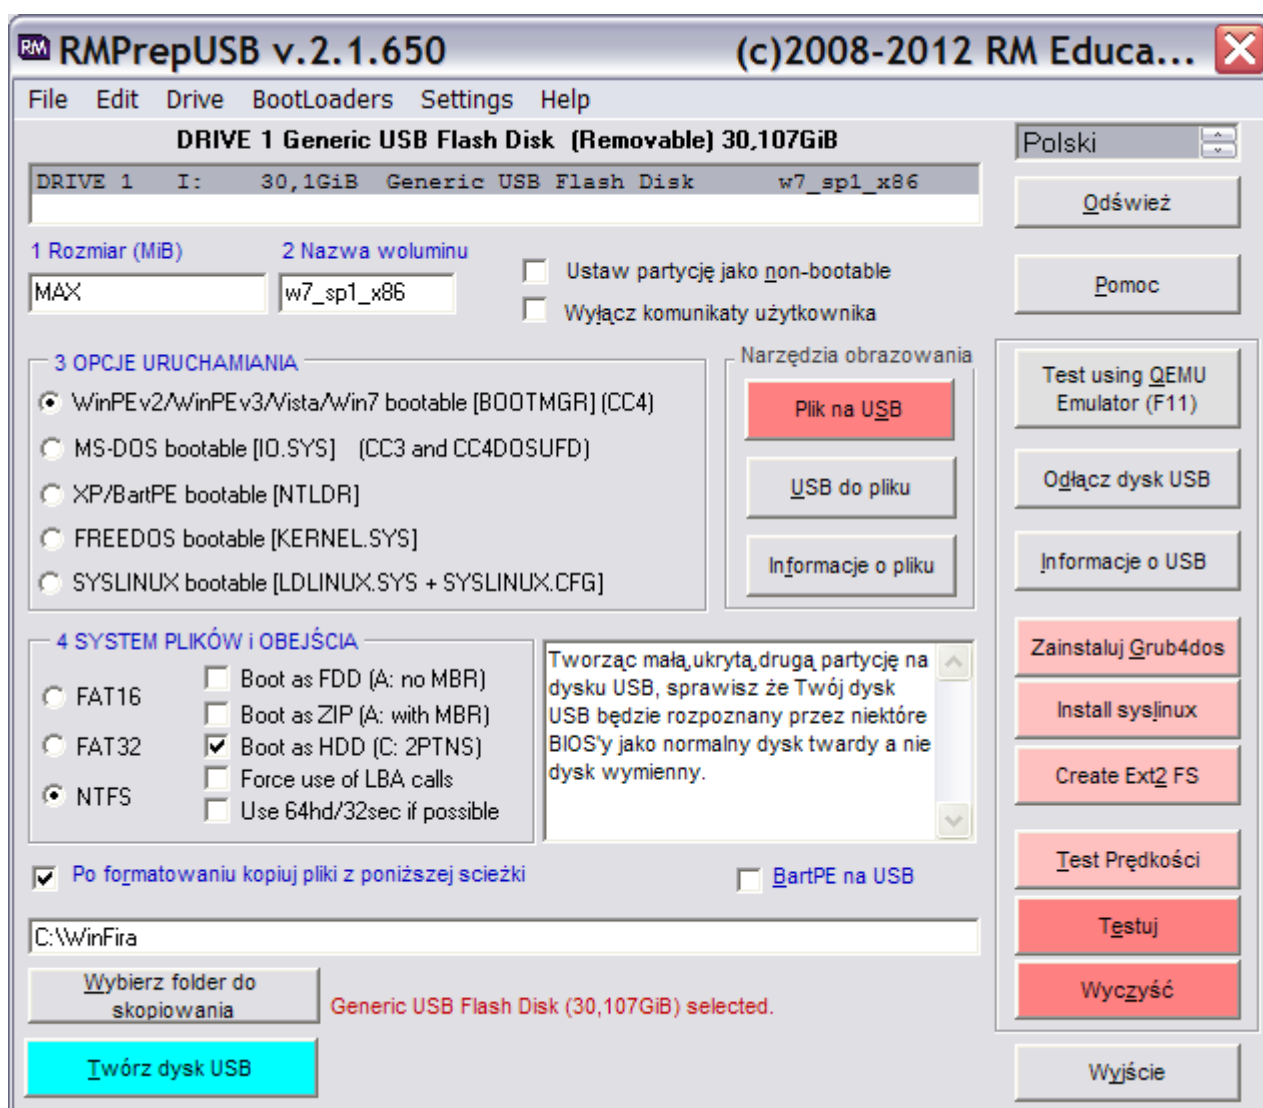 RM RMPrepUSB v.2.1.650 (c)2008-2012 RM Educa...
File Edit Drive BootLoaders Settings Help
DRIVE 1 Generic USB Flash Disk (Removable) 30,107GiB
Polski
DRIVE 1 I: 30,1GiB Generic USB Flash Disk w7_sp1_x86
Odśwież
1 Rozmiar (MiB)
2 Nazwa woluminu
MAX
w7_sp1_x86
Ustaw partycję jako non-bootable
Wyłącz komunikaty użytkownika
Pomoc
3 OPCJE URUCHAMIANIA
WinPEv2/WinPEv3/Vista/Win7 bootable [BOOTMGR] (CC4)
MS-DOS bootable [IO.SYS] (CC3 and CC4DOSUFD)
XP/BartPE bootable [NTLDR]
FREEDOS bootable [KERNEL.SYS]
SYSLINUX bootable [LDLINUX.SYS + SYSLINUX.CFG]
Narzędzia obrazowania
Plik na USB
USB do pliku
Informacje o pliku
Test using QEMU
Emulator (F11)
Odłącz dysk USB
Informacje o USB
4 SYSTEM PLIKÓW i OBEJŚCIA
FAT16
FAT32
NTFS
Boot as FDD (A: no MBR)
Boot as ZIP (A: with MBR)
Boot as HDD (C: 2PTNS)
Force use of LBA calls
Use 64hd/32sec if possible
Tworząc małą,ukrytą,drugą partycję na
dysku USB, sprawisz że Twój dysk
USB będzie rozpoznany przez niektóre
BIOS'y jako normalny dysk twardy a nie
dysk wymienny.
Zainstaluj Grub4dos
Install syslinux
Create Ext2 FS
Test Prędkości
Testuj
Wyczyść
Po formatowaniu kopiuj pliki z poniższej scieżki
BartPE na USB
C:\WinFira
Wybierz folder do
skopiowania
Generic USB Flash Disk (30,107GiB) selected.
Twórz dysk USB
Wyjście